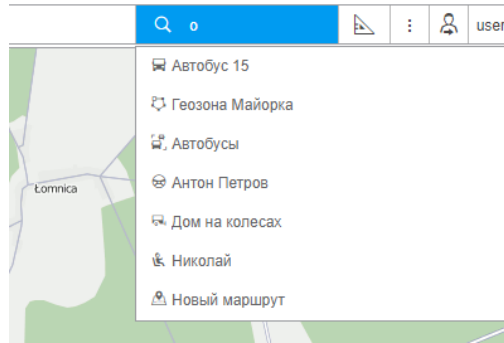 o
user
Автобус 15
Геозона Майорка
Автобусы
Łomnica
Антон Петров
Дом на колесах
Николай
Новый маршрут